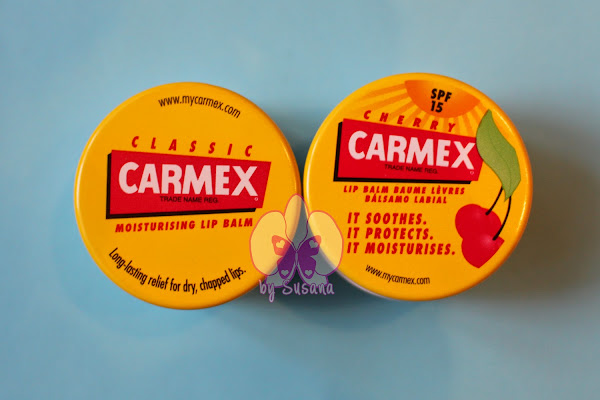 www.mycarmex.com
CLASSIC
CARMEX
TRADE NAME REG.
MOISTURISING LIP BALM
Long-lasting relief for dry, chapped lips.
SPF
15
CHERRY
CARMEX
TRADE NAME REG.
LIP BALM BAUME LÈVRES
BÁLSAMO LABIAL
IT SOOTHES.
IT PROTECTS.
IT MOISTURISES.
www.mycarmex.com
by Susana